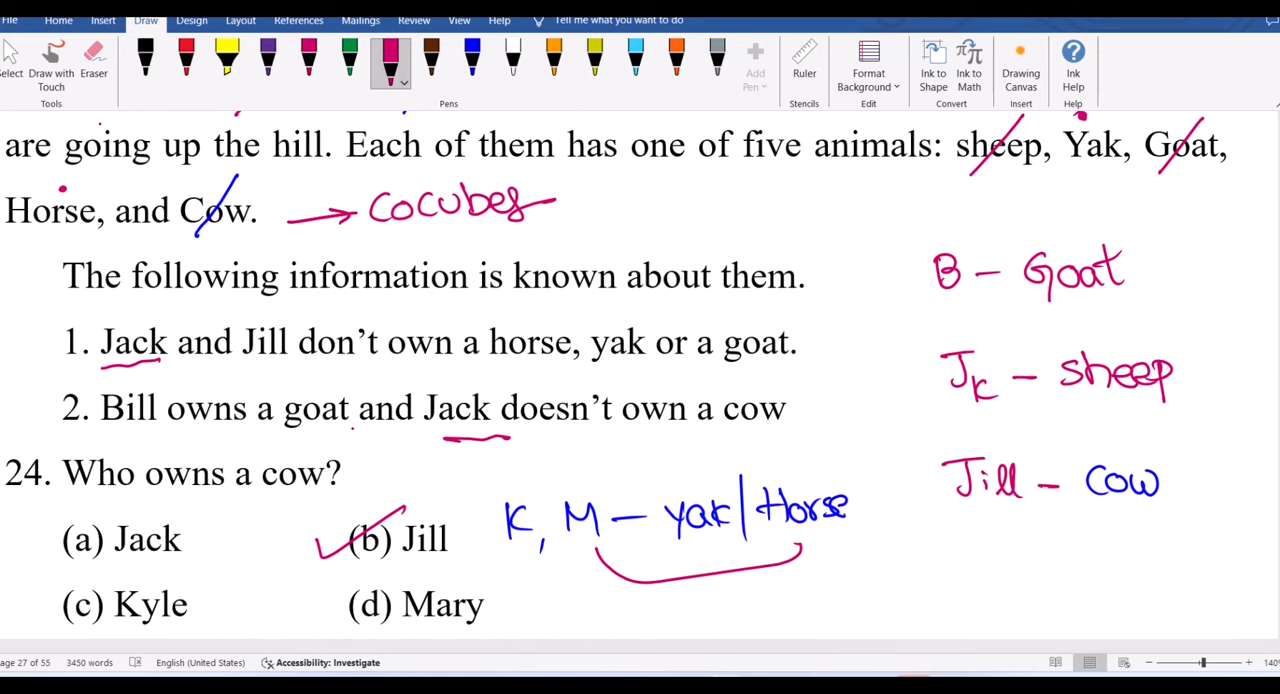 File Home Insert Draw Design Layout References Mailings Review View Help Tell me what you want to do
Select Draw with Touch Eraser Add Pen Ruler Format Background Ink to Shape Ink to Math Drawing Canvas Ink Help
Tools Pens Stencils Edit Convert Insert Help
are going up the hill. Each of them has one of five animals: sheep, Yak, Goat,
Horse, and Cow. → cocubes
The following information is known about them.
B - Goat
1. Jack and Jill don’t own a horse, yak or a goat.
JK - sheep
2. Bill owns a goat and Jack doesn’t own a cow
24. Who owns a cow?
Jill - cow
K, M - yak/Horse
(a) Jack (b) Jill
(c) Kyle (d) Mary
age 27 of 55 3450 words English (United States) Accessibility: Investigate 140